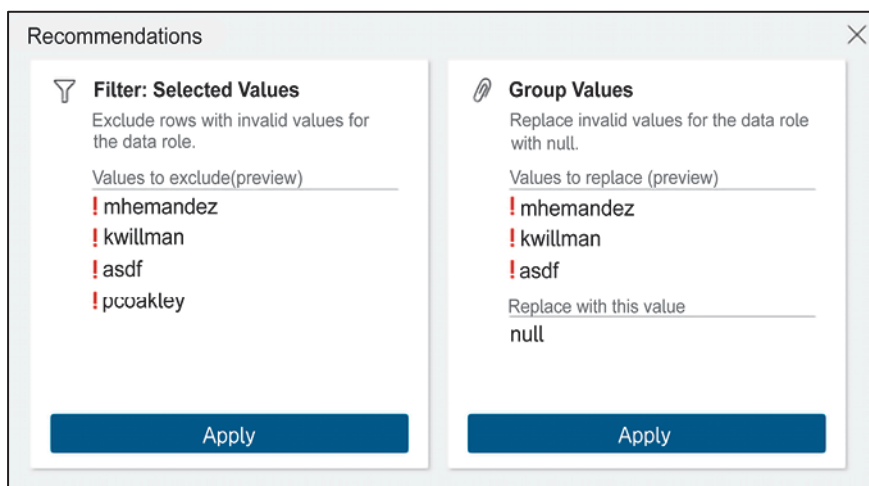 Recommendations
Filter: Selected Values
Exclude rows with invalid values for
the data role.
Values to exclude(preview)
! mhemandez
! kwillman
! asdf
! pcoakley
Apply
Group Values
Replace invalid values for the data role
with null.
Values to replace (preview)
! mhemandez
! kwillman
! asdf
Replace with this value
null
Apply